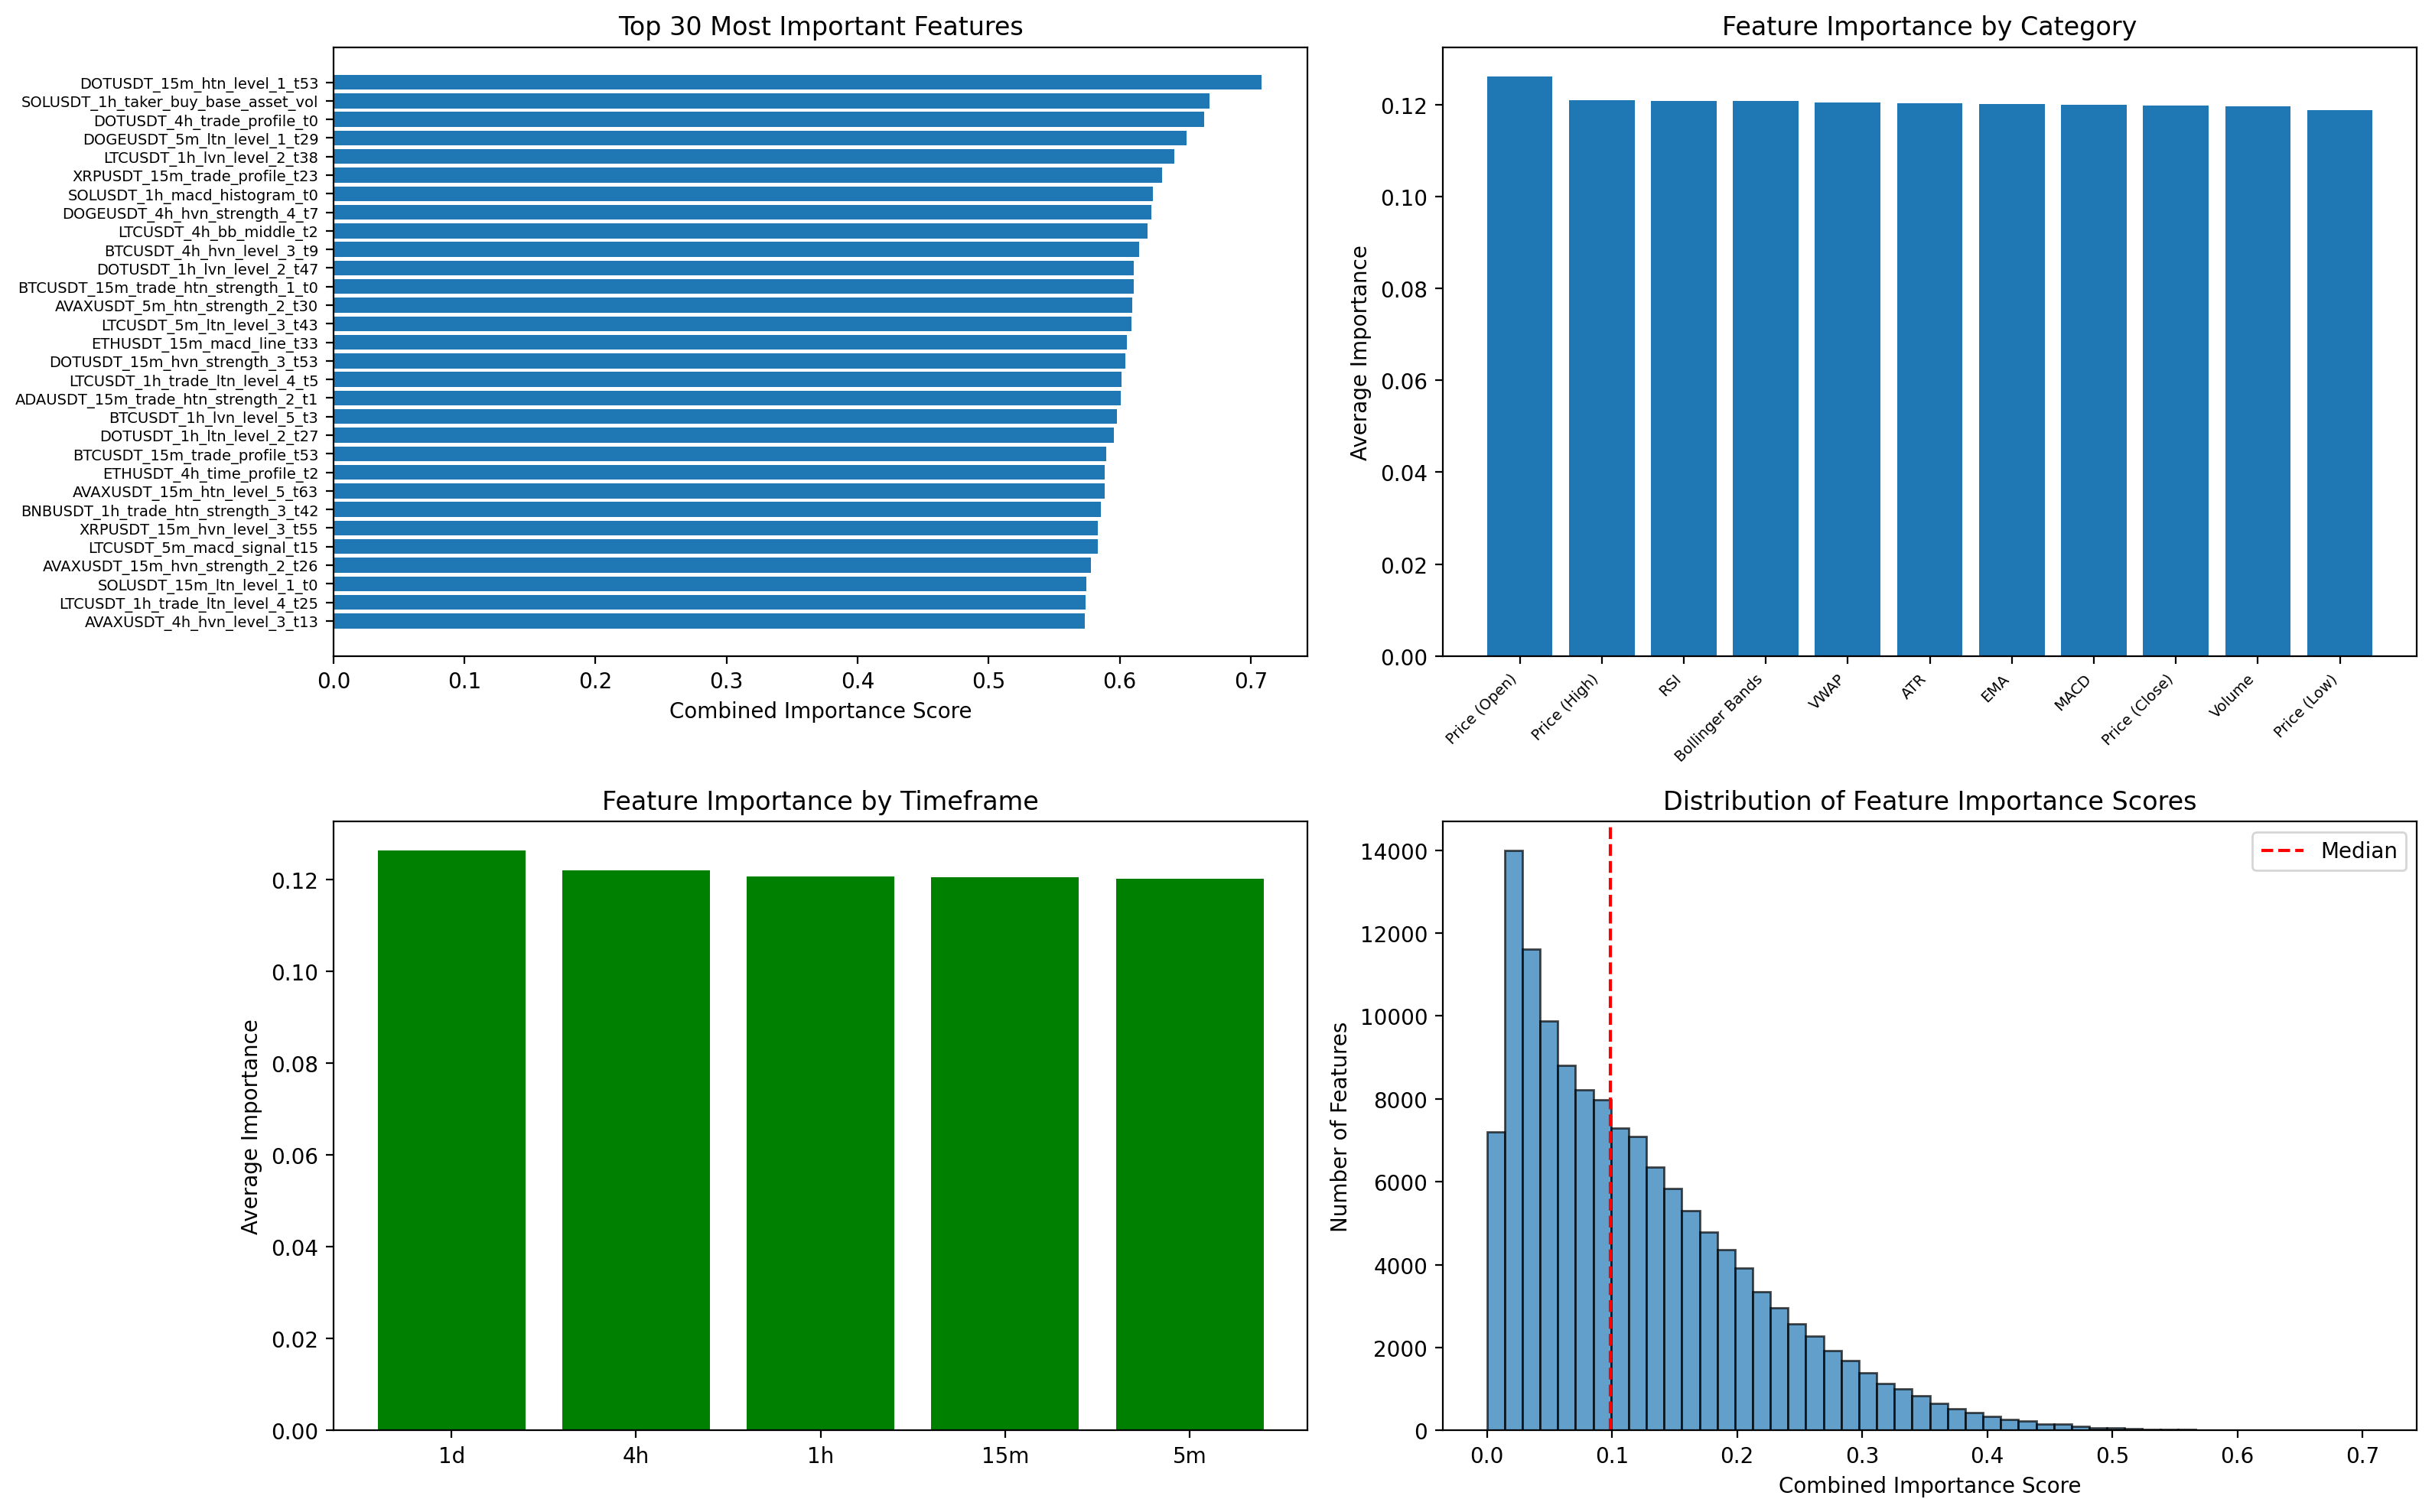 Top 30 Most Important Features
DOTUSDT_15m_htn_level_1_t53
SOLUSDT_1h_taker_buy_base_asset_vol
DOTUSDT_4h_trade_profile_t0
DOGEUSDT_5m_ltn_level_1_t29
LTCUSDT_1h_lvn_level_2_t38
XRPUSDT_15m_trade_profile_t23
SOLUSDT_1h_macd_histogram_t0
DOGEUSDT_4h_hvn_strength_4_t7
LTCUSDT_4h_bb_middle_t2
BTCUSDT_4h_hvn_level_3_t9
DOTUSDT_1h_lvn_level_2_t47
BTCUSDT_15m_trade_htn_strength_1_t0
AVAXUSDT_5m_htn_strength_2_t30
LTCUSDT_5m_ltn_level_3_t43
ETHUSDT_15m_macd_line_t33
DOTUSDT_15m_hvn_strength_3_t53
LTCUSDT_1h_trade_ltn_level_4_t5
ADAUSDT_15m_trade_htn_strength_2_t1
BTCUSDT_1h_lvn_level_5_t3
DOTUSDT_1h_ltn_level_2_t27
BTCUSDT_15m_trade_profile_t53
ETHUSDT_4h_time_profile_t2
AVAXUSDT_15m_htn_level_5_t63
BNBUSDT_1h_trade_htn_strength_3_t42
XRPUSDT_15m_hvn_level_3_t55
LTCUSDT_5m_macd_signal_t15
AVAXUSDT_15m_hvn_strength_2_t26
SOLUSDT_15m_ltn_level_1_t0
LTCUSDT_1h_trade_ltn_level_4_t25
AVAXUSDT_4h_hvn_level_3_t13
0.0 0.1 0.2 0.3 0.4 0.5 0.6 0.7
Combined Importance Score
Feature Importance by Category
Average Importance
0.12
0.10
0.08
0.06
0.04
0.02
0.00
Price (Open)
Price (High)
RSI
Bollinger Bands
VWAP
ATR
EMA
MACD
Price (Close)
Volume
Price (Low)
Feature Importance by Timeframe
Average Importance
0.12
0.10
0.08
0.06
0.04
0.02
0.00
1d 4h 1h 15m 5m
Distribution of Feature Importance Scores
Median
Number of Features
14000
12000
10000
8000
6000
4000
2000
0
0.0 0.1 0.2 0.3 0.4 0.5 0.6 0.7
Combined Importance Score